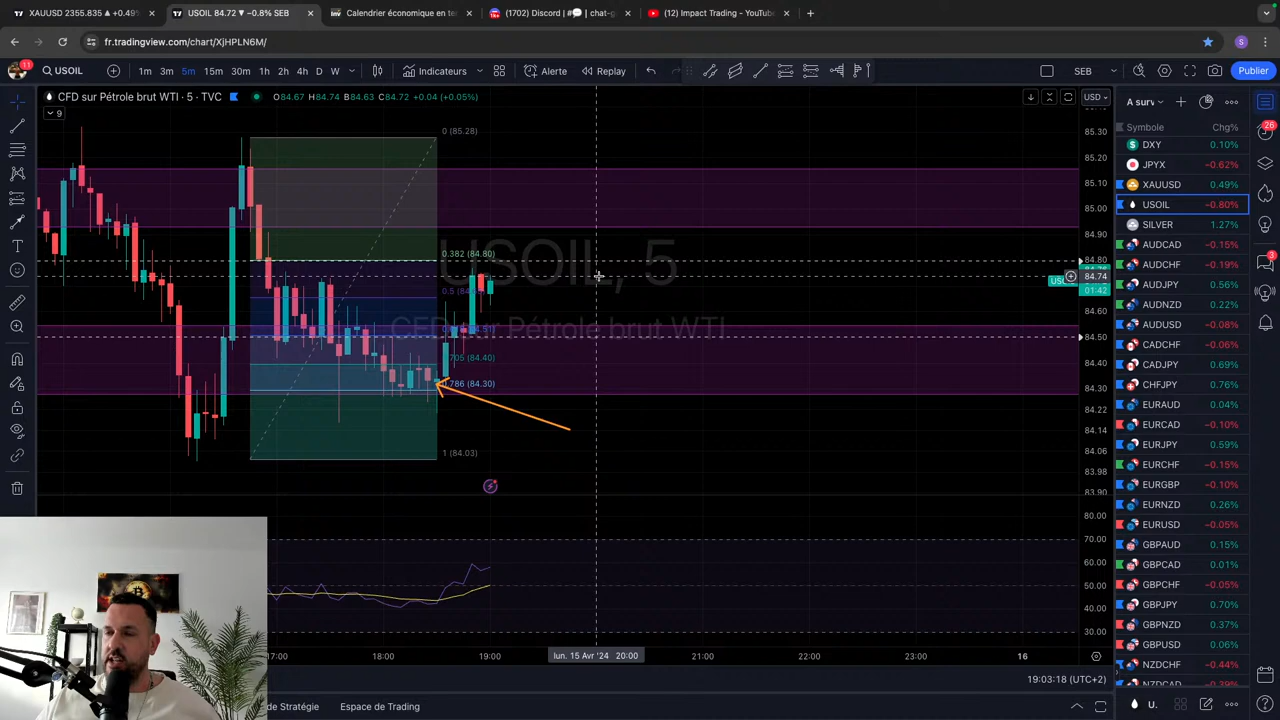 XAUUSD 2355.835 ▲ +0.49%
USOIL 84.72 ▼ −0.8% SEB
Calendrier économique en te
(1702) Discord | #💬 | chat-g
(12) Impact Trading - YouTube
fr.tradingview.com/chart/XjHPLN6M/
11
USOIL
1m 3m 5m 15m 30m 1h 2h 4h D W
Indicateurs
Alerte
Replay
SEB
Publier
CFD sur Pétrole brut WTI · 5 · TVC
O84.67 H84.74 B84.63 C84.72 +0.04 (+0.05%)
9
USD
A surv
Symbole Chg%
26
DXY 0.10%
JPYX −0.62%
XAUUSD 0.49%
USOIL −0.80%
SILVER 1.27%
AUDCAD −0.15%
AUDCHF −0.19%
3
AUDJPY 0.56%
AUDNZD 0.22%
AUDUSD −0.08%
CADCHF −0.06%
CADJPY 0.69%
CHFJPY 0.76%
EURAUD 0.04%
EURCAD −0.10%
EURJPY 0.59%
EURCHF −0.15%
EURGBP −0.10%
EURNZD 0.26%
EURUSD −0.05%
GBPAUD 0.15%
GBPCAD 0.01%
GBPCHF −0.05%
GBPJPY 0.70%
GBPNZD 0.37%
GBPUSD 0.06%
NZDCHF −0.44%
NZDCAD −0.39%
0 (85.28)
0.382 (84.80)
0.5
705 (84.40)
0.786 (84.30)
1 (84.03)
USOIL, 5
CFD sur Pétrole brut WTI
85.30
85.20
85.10
85.00
84.90
84.80
84.74
01:42
84.60
84.50
84.40
84.30
84.22
84.14
84.06
83.98
83.90
80.00
70.00
60.00
50.00
40.00
30.00
17:00
18:00
19:00
lun. 15 Avr '24 20:00
21:00
22:00
23:00
16
19:03:18 (UTC+2)
de Stratégie
Espace de Trading
U.